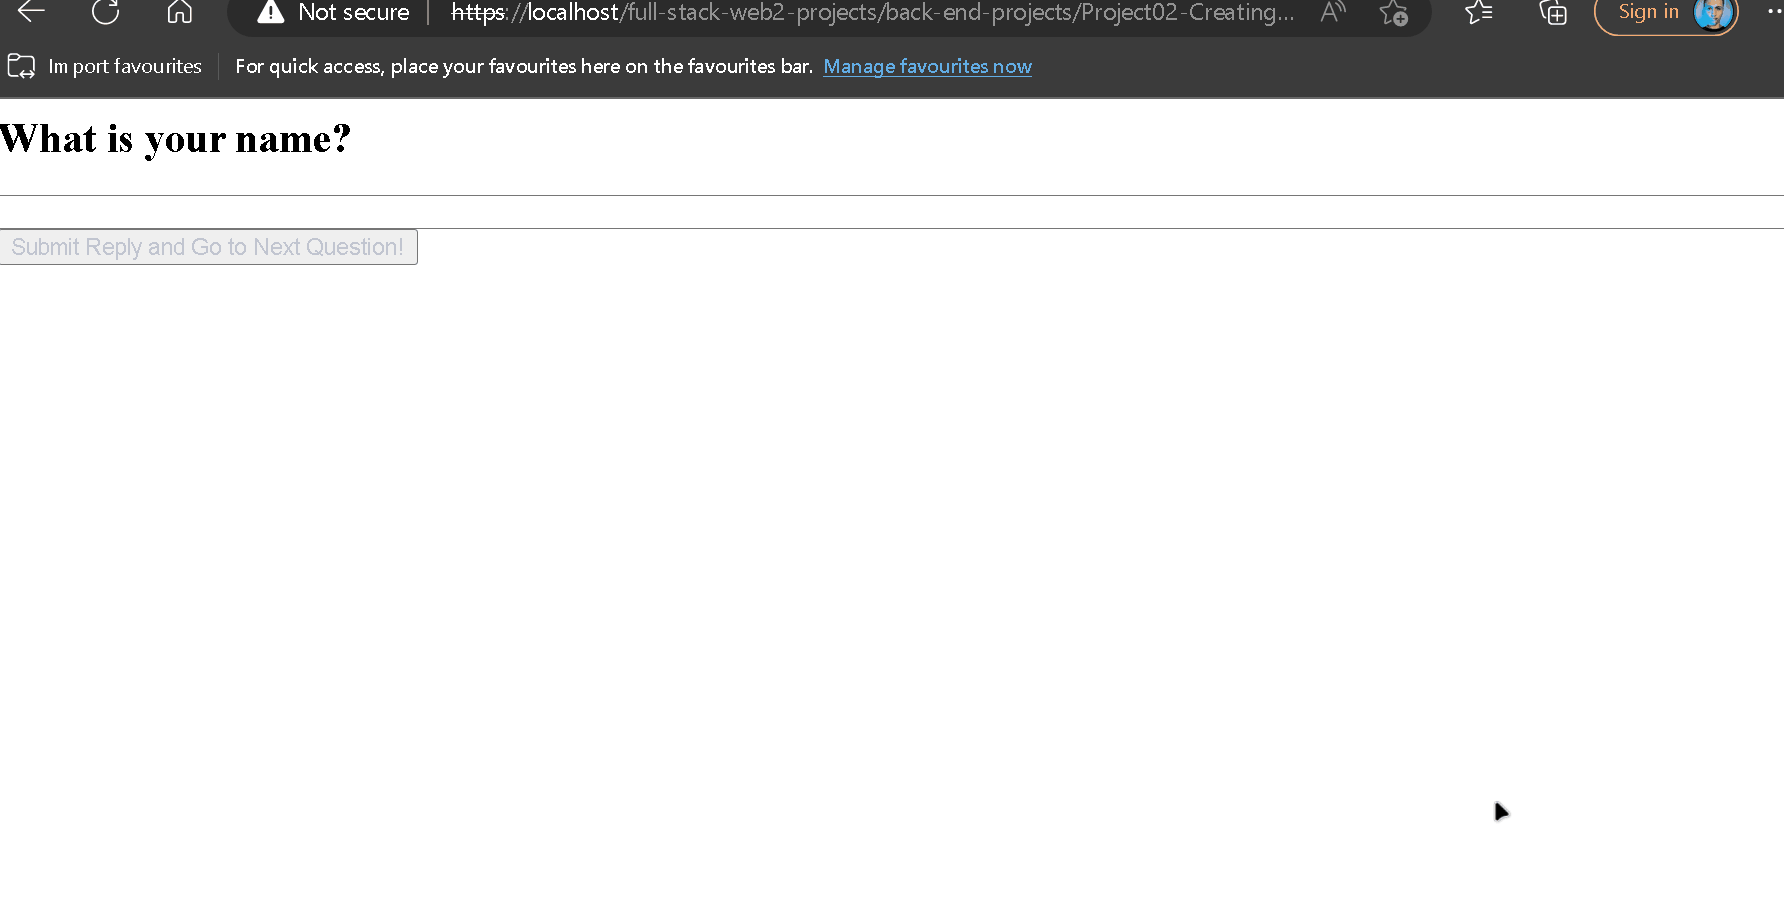 Not secure | https://localhost/full-stack-web2-projects/back-end-projects/Project02-Creating... A Sign in
Import favourites For quick access, place your favourites here on the favourites bar. Manage favourites now
What is your name?
Submit Reply and Go to Next Question!